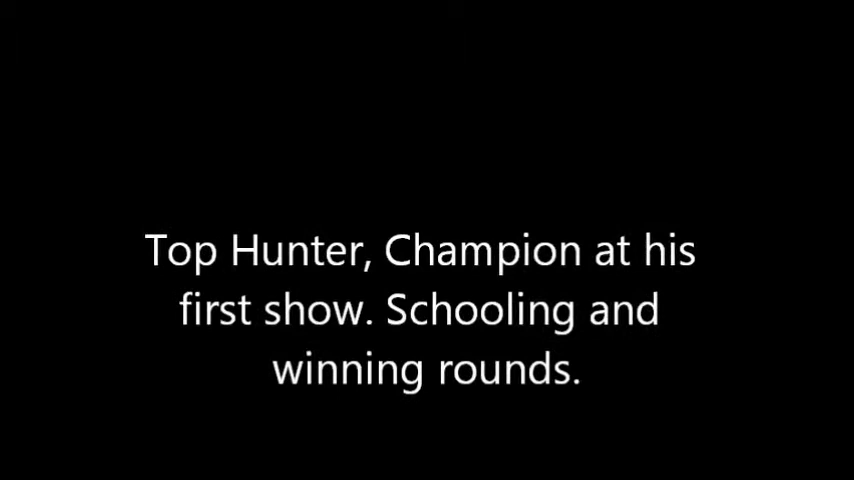 Top Hunter, Champion at his
first show. Schooling and
winning rounds.